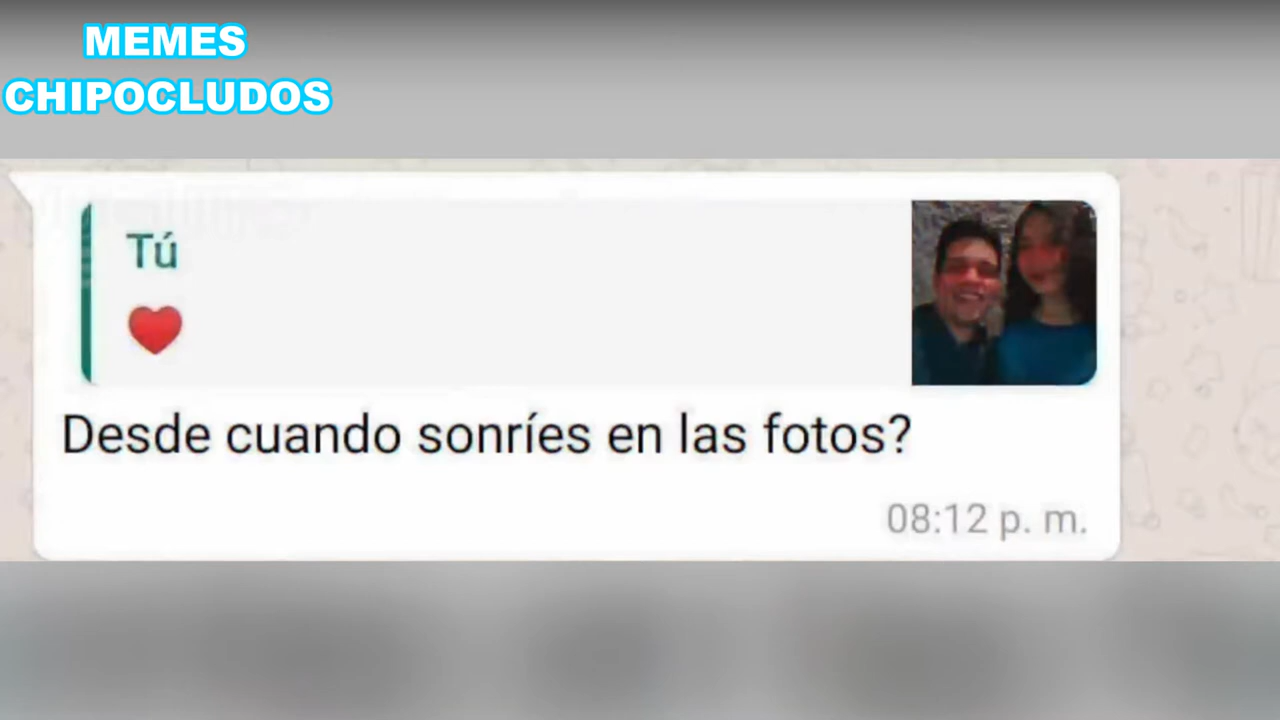 MEMES
CHIPOCLUDOS
Tú
❤️
Desde cuando sonríes en las fotos?
08:12 p. m.